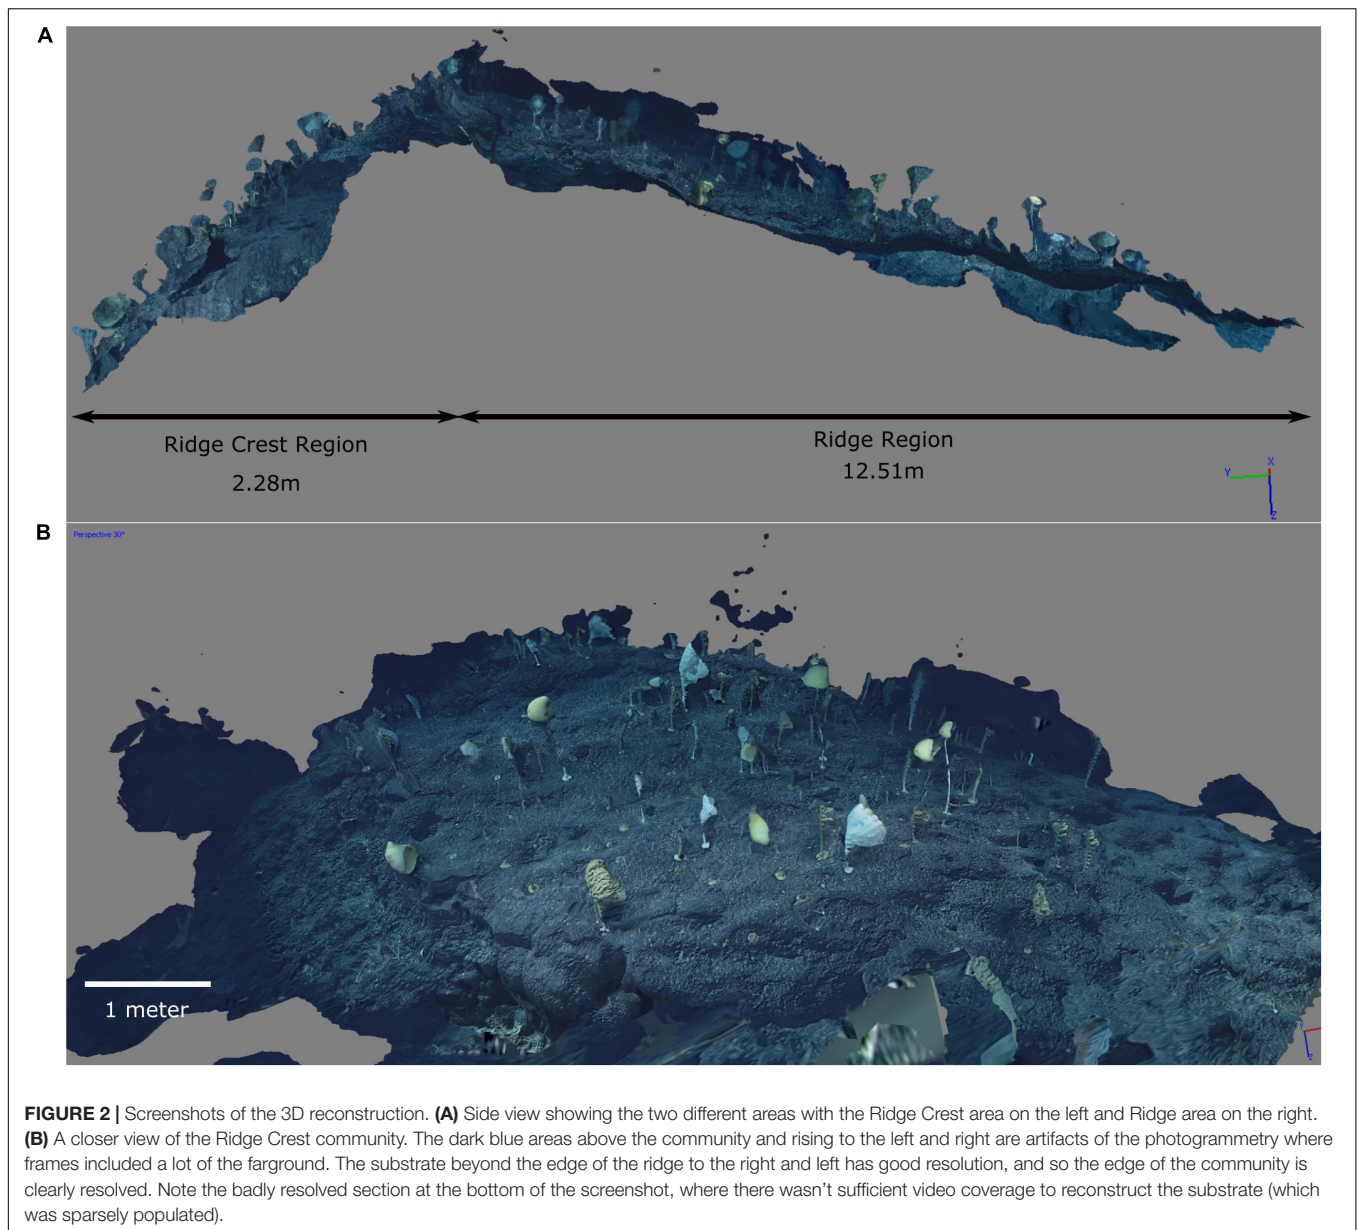 A
Ridge Crest Region
2.28m
Ridge Region
12.51m
X
Y
Z
B
Perspective 30°
1 meter
Y
Z
FIGURE 2 | Screenshots of the 3D reconstruction. (A) Side view showing the two different areas with the Ridge Crest area on the left and Ridge area on the right.
(B) A closer view of the Ridge Crest community. The dark blue areas above the community and rising to the left and right are artifacts of the photogrammetry where
frames included a lot of the farground. The substrate beyond the edge of the ridge to the right and left has good resolution, and so the edge of the community is
clearly resolved. Note the badly resolved section at the bottom of the screenshot, where there wasn't sufficient video coverage to reconstruct the substrate (which
was sparsely populated).